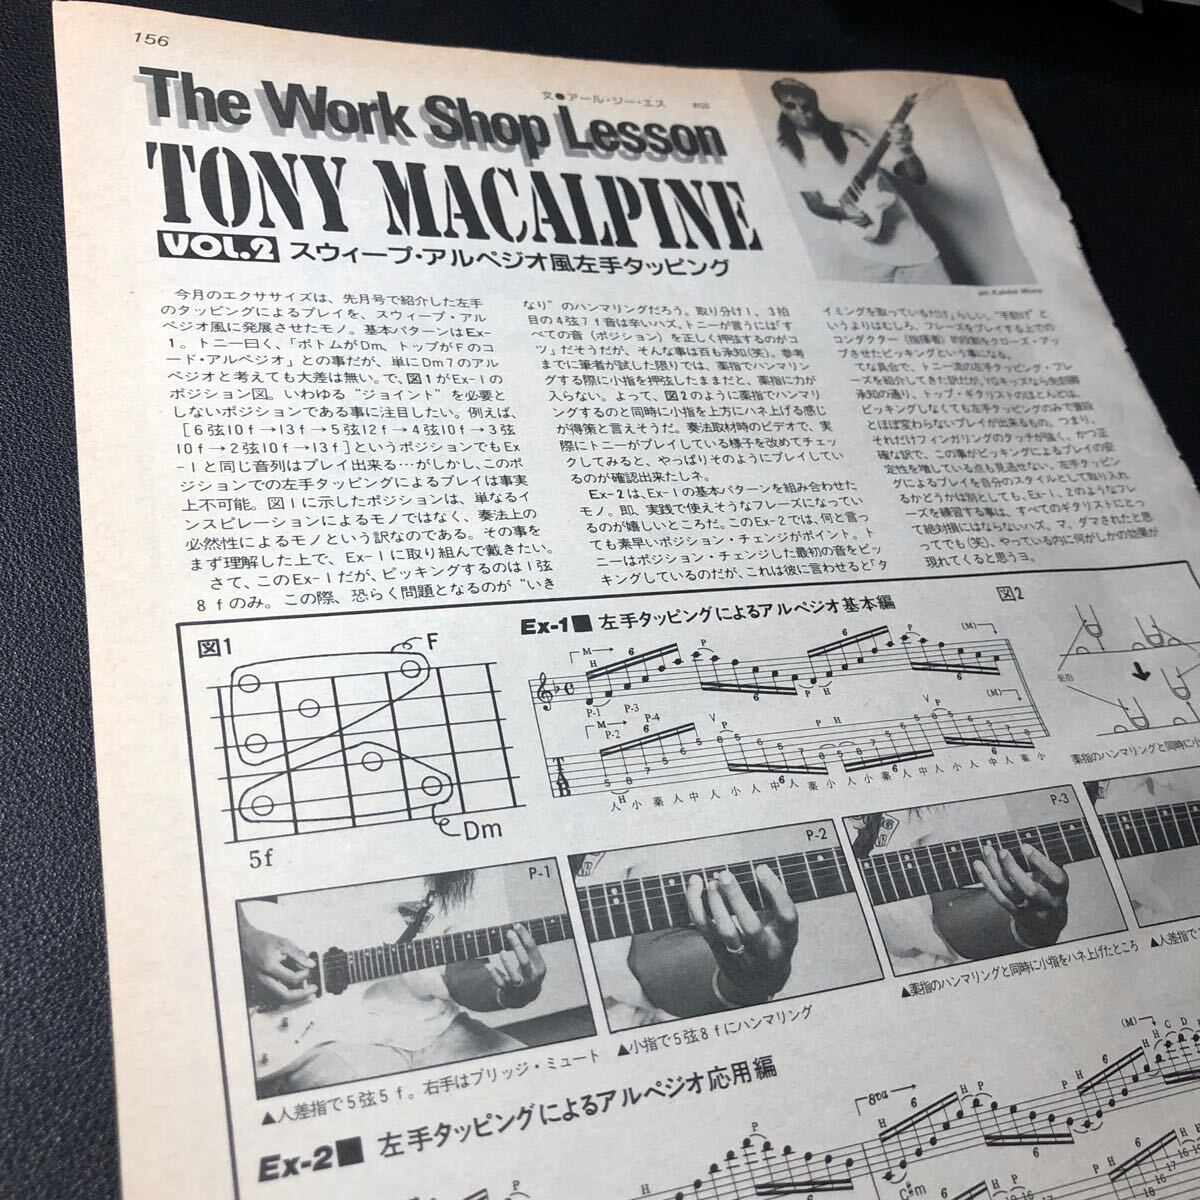 156
The Work Shop Lesson
文●アール・ジー・エス
TONY MACALPINE
VOL.2 スウィープ・アルペジオ風左手タッピング
今月のエクササイズは、先月号で紹介した左手
のタッピングによるプレイを、スウィープ・アル
ペジオ風に発展させたモノ。基本パターンはEx-
1。トニー曰く、「ボトムがDm、トップがFのコ
ード・アルペジオ」との事だが、単にDm7のアル
ペジオと考えても大差は無い。で、図1がEx-1の
ポジション図。いわゆる“ジョイント”を必要と
しないポジションである事に注目したい。例えば、
[6弦10f→13f→5弦12f→4弦10f→3弦
10f→2弦10f→13f]というポジションでもEx
-1と同じ音列はプレイ出来る…がしかし、このポ
ジションでの左手タッピングによるプレイは事実
上不可能。図1に示したポジションは、単なるイ
ンスピレーションによるモノではなく、奏法上の
必然性によるモノという訳なのである。その事を
まず理解した上で、Ex-1に取り組んで戴きたい。
さて、このEx-1だが、ピッキングするのは1弦
8fのみ。この際、恐らく問題となるのが“いき
なり”のハンマリングだろう。取り分け1、3拍
目の4弦7f音は辛いハズ。トニーが言うには「す
べての音（ポジション）を正しく押弦するのがコ
ツ」だそうだが、そんな事は百も承知(笑)。参考
までに筆者が試した限りでは、薬指でハンマリン
グする際に小指を押弦したままだと、薬指に力が
入らない。よって、図2のように薬指でハンマリ
ングするのと同時に小指を上方にハネ上げる感じ
が得策と言えそうだ。奏法取材時のビデオで、実
際にトニーがプレイしている様子を改めてチェッ
クしてみると、やっぱりそのようにプレイしてい
るのが確認出来たしネ。
Ex-2は、Ex-1の基本パターンを組み合わせた
モノ。即、実践で使えそうなフレーズになってい
るのが嬉しいところだ。このEx-2では、何と言っ
ても素早いポジション・チェンジがポイント。ト
ニーはポジション・チェンジした最初の音をピッ
キングしているのだが、これは彼に言わせると「タ
イミングを取っているだけ」らしい。“手助け”と
いうよりはむしろ、フレーズをプレイする上での
コンダクター（指揮者）的役割をクローズ・アッ
プさせたピッキングという事になる。
てな具合で、トニー流の左手タッピング・フレ
ーズを紹介してきた訳だが、YGキッズなら先刻御
承知の通り、トップ・ギタリストのほとんどは、
ピッキングしなくても左手タッピングのみで普段
とほぼ変わらないプレイが出来るもの。つまり、
それだけフィンガリングのタッチが強く、かつ正
確な訳で、この事がピッキングによるプレイの安
定性を増している点も見逃せない。左手タッピン
グによるプレイを自分のスタイルとして取り入れ
るかどうかは別としても、Ex-1、2のようなフレ
ーズを練習する事は、すべてのギタリストにとっ
て絶対損にはならないハズ。マ、ダマされたと思
ってでも(笑)、やっている内に何がしかの効果が
現れてくると思うヨ。
図1
F
Dm
5f
Ex-1■ 左手タッピングによるアルペジオ基本編
図2
薬指
薬指のハンマリングと同時に小
P-1
P-2
P-3
▲人差指で5弦5f。右手はブリッジ・ミュート
▲小指で5弦8fにハンマリング
▲薬指のハンマリングと同時に小指をハネ上げたところ
▲人差指で
Ex-2■ 左手タッピングによるアルペジオ応用編
8va
C#m